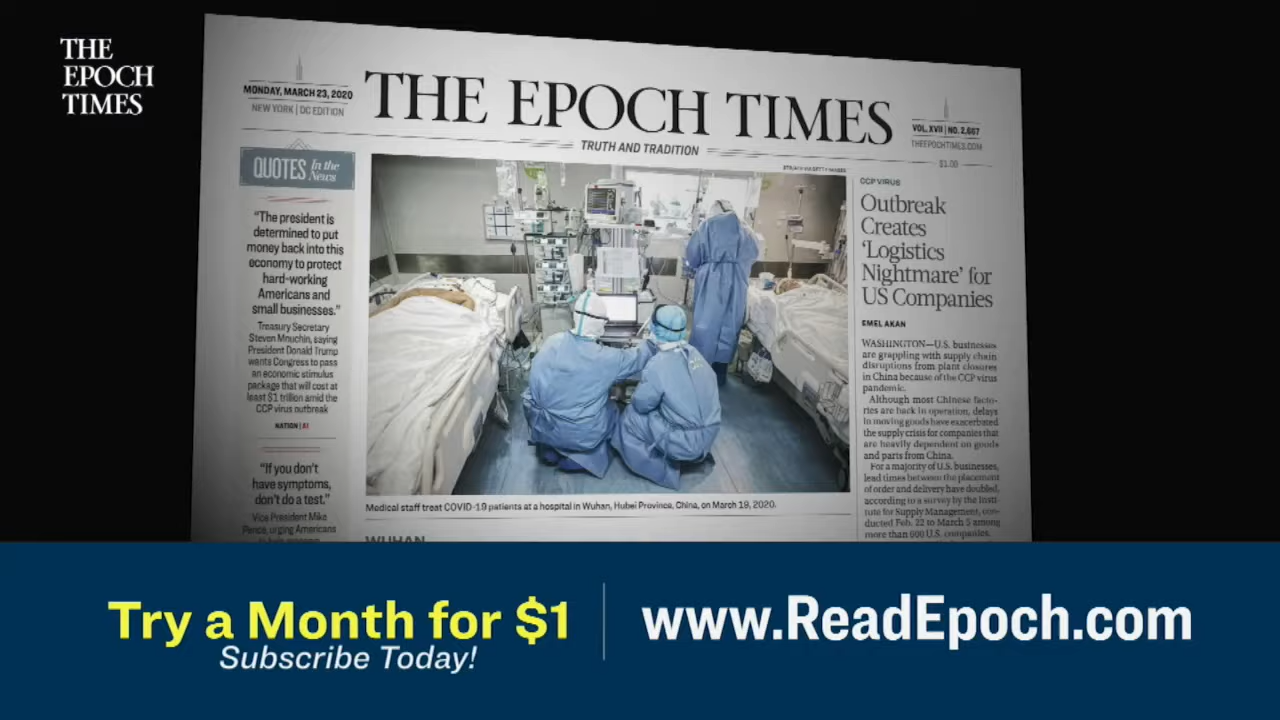 THE
EPOCH
TIMES
MONDAY, MARCH 23, 2020
NEW YORK | DC EDITION
THE EPOCH TIMES
TRUTH AND TRADITION
VOL. XVII | NO. 2,667
THEEPOCHTIMES.COM
$1.00
QUOTES In the
News
“The president is
determined to put
money back into this
economy to protect
hard-working
Americans and
small businesses.”
Treasury Secretary
Steven Mnuchin, saying
President Donald Trump
wants Congress to pass
an economic stimulus
package that will cost at
least $1 trillion amid the
CCP virus outbreak
NATION | A1
“If you don’t
have symptoms,
don’t do a test.”
Vice President Mike
Pence, urging Americans
STR/AFP VIA GETTY IMAGES
Medical staff treat COVID-19 patients at a hospital in Wuhan, Hubei Province, China, on March 19, 2020.
WUHAN
CCP VIRUS
Outbreak
Creates
‘Logistics
Nightmare’ for
US Companies
EMEL AKAN
WASHINGTON—U.S. businesses
are grappling with supply chain
disruptions from plant closures
in China because of the CCP virus
pandemic.
Although most Chinese facto-
ries are back in operation, delays
in moving goods have exacerbated
the supply crisis for companies that
are heavily dependent on goods
and parts from China.
For a majority of U.S. businesses,
lead times between the placement
of order and delivery have doubled,
according to a survey by the Insti-
tute for Supply Management, con-
ducted Feb. 22 to March 5 among
more than 600 U.S. companies.
Try a Month for $1
Subscribe Today!
www.ReadEpoch.com